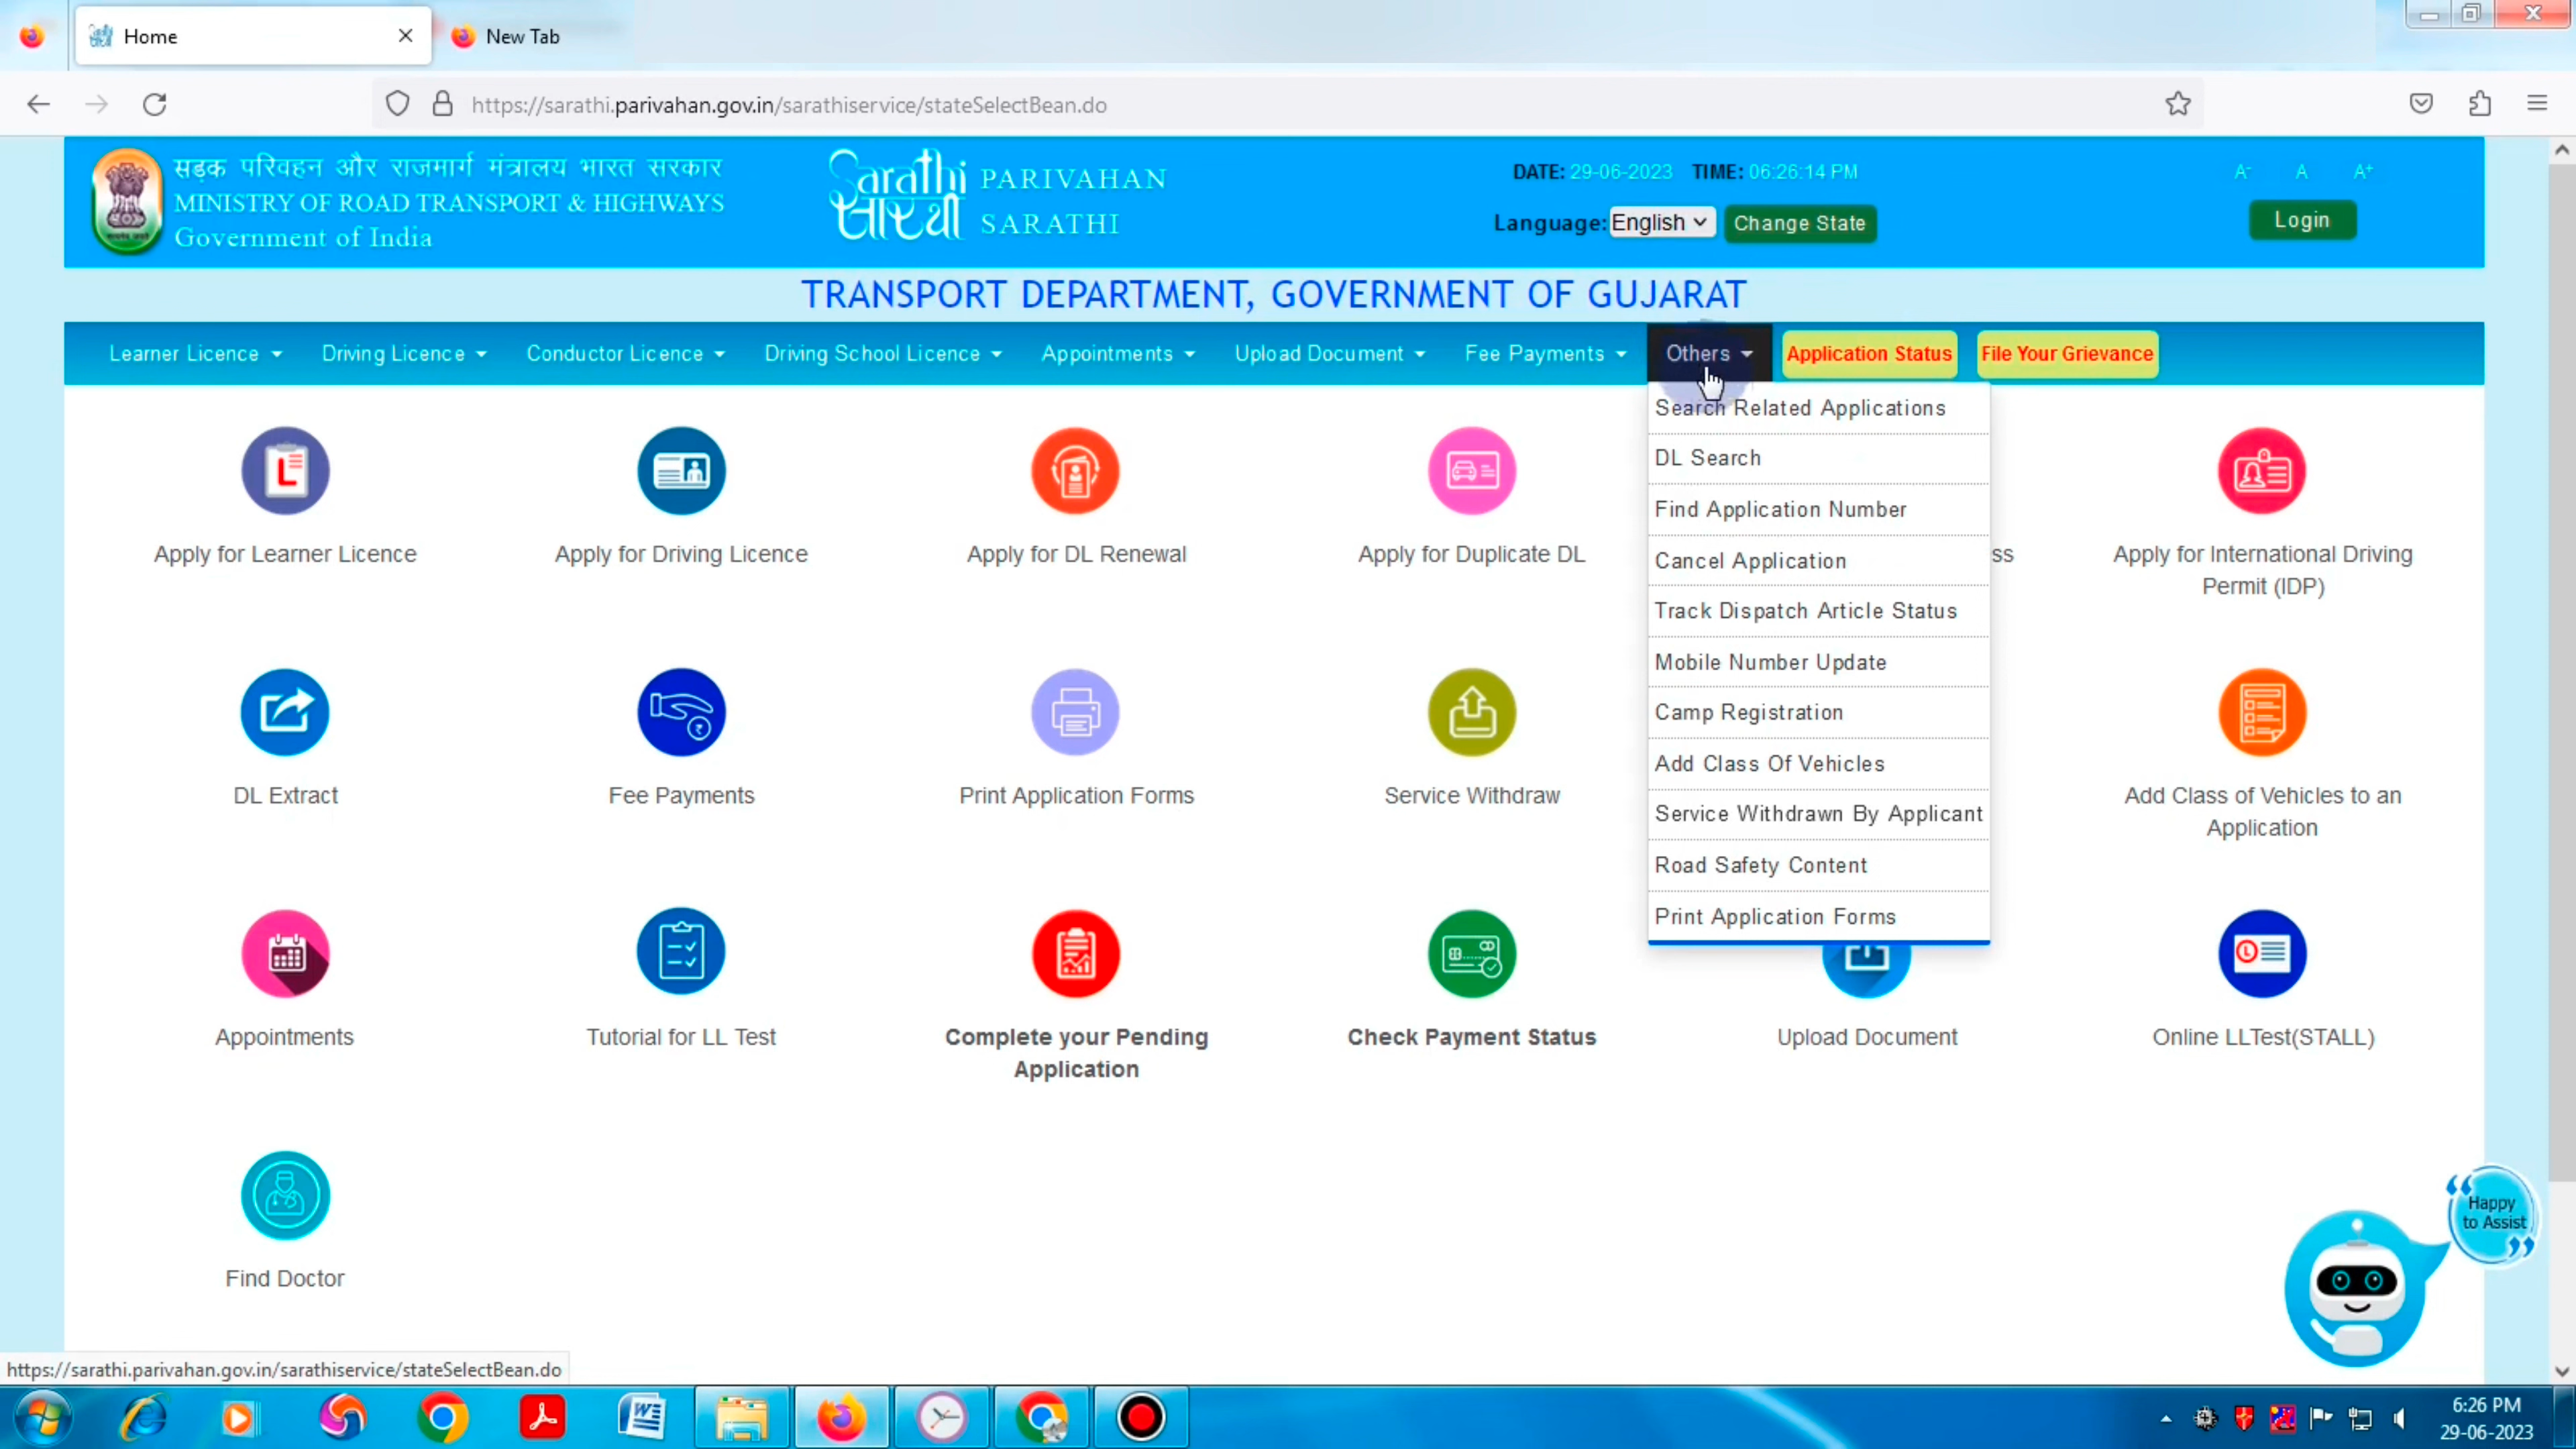 Home
New Tab
https://sarathi.parivahan.gov.in/sarathiservice/stateSelectBean.do
सड़क परिवहन और राजमार्ग मंत्रालय भारत सरकार
MINISTRY OF ROAD TRANSPORT & HIGHWAYS
Government of India
Sarathi
सारथी
PARIVAHAN
SARATHI
DATE: 29-06-2023 TIME: 06:26:14 PM
Language: English Change State
A- A A+
Login
TRANSPORT DEPARTMENT, GOVERNMENT OF GUJARAT
Learner Licence Driving Licence Conductor Licence Driving School Licence Appointments Upload Document Fee Payments Others Application Status File Your Grievance
Search Related Applications
DL Search
Find Application Number
Cancel Application
Track Dispatch Article Status
Mobile Number Update
Camp Registration
Add Class Of Vehicles
Service Withdrawn By Applicant
Road Safety Content
Print Application Forms
Apply for Learner Licence
Apply for Driving Licence
Apply for DL Renewal
Apply for Duplicate DL
ss
Apply for International Driving
Permit (IDP)
DL Extract
Fee Payments
Print Application Forms
Service Withdraw
Add Class of Vehicles to an
Application
Appointments
Tutorial for LL Test
Complete your Pending
Application
Check Payment Status
Upload Document
Online LLTest(STALL)
Find Doctor
Happy
to Assist
https://sarathi.parivahan.gov.in/sarathiservice/stateSelectBean.do
6:26 PM
29-06-2023